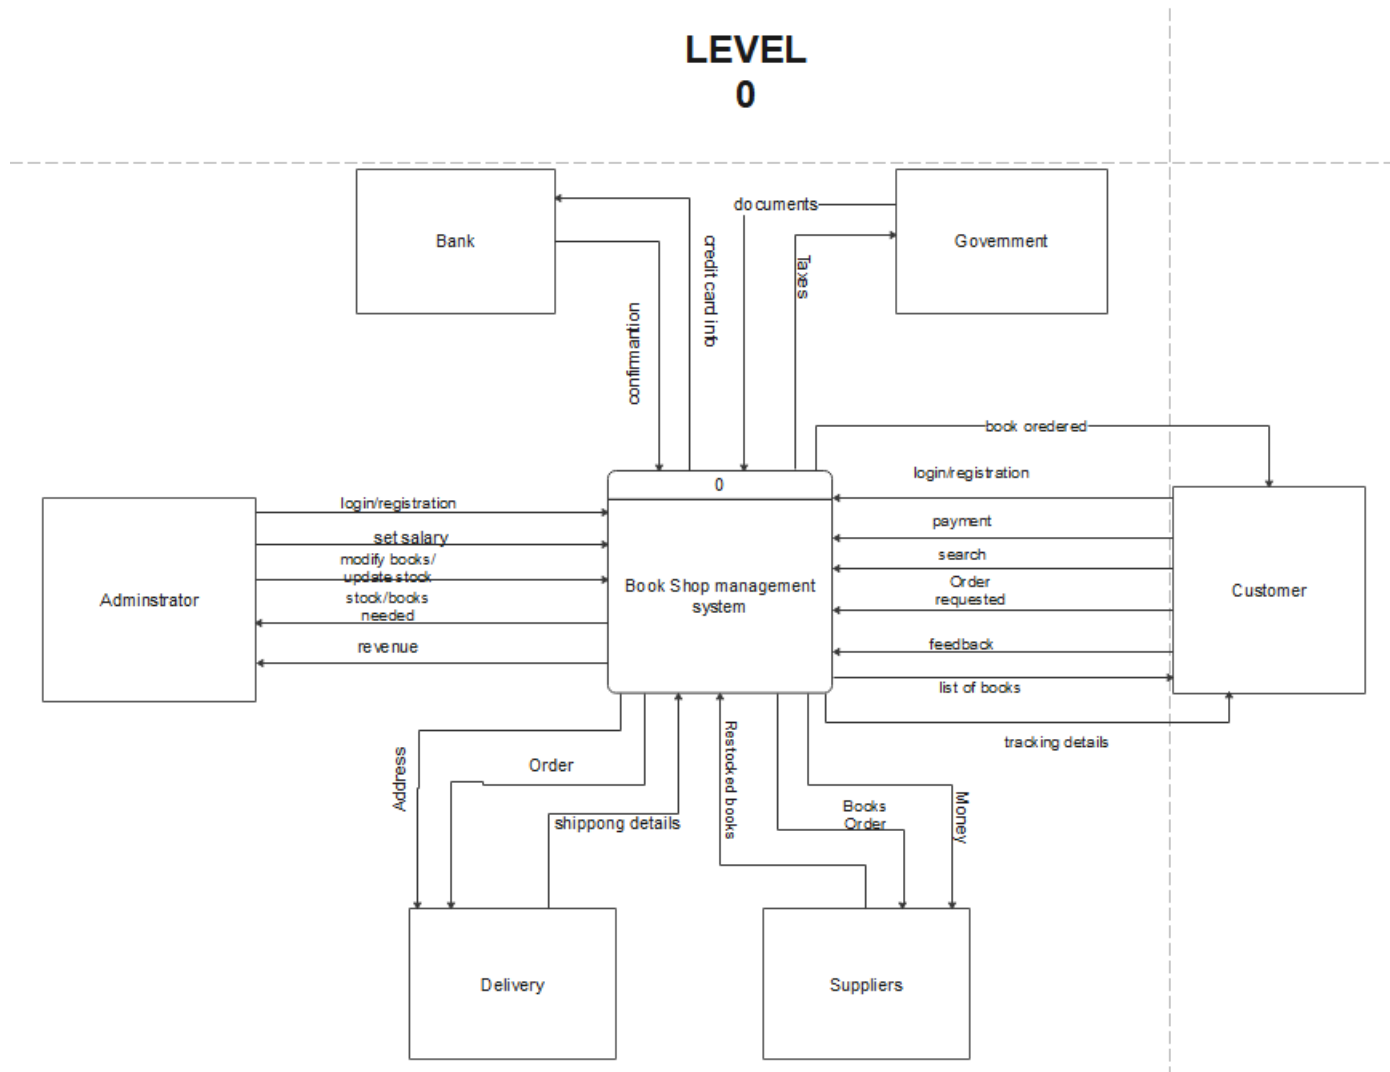 LEVEL
0
Bank
documents
Government
credit card info
Taxes
confirmantion
book oredered
0
login/registration
login/registration
payment
set salary
search
modify books/
update stock
Order
requested
Book Shop management
system
Adminstrator
Customer
stock/books
needed
feedback
revenue
list of books
tracking details
Address
Order
Restocked books
Books
Order
Money
shippong details
Delivery
Suppliers